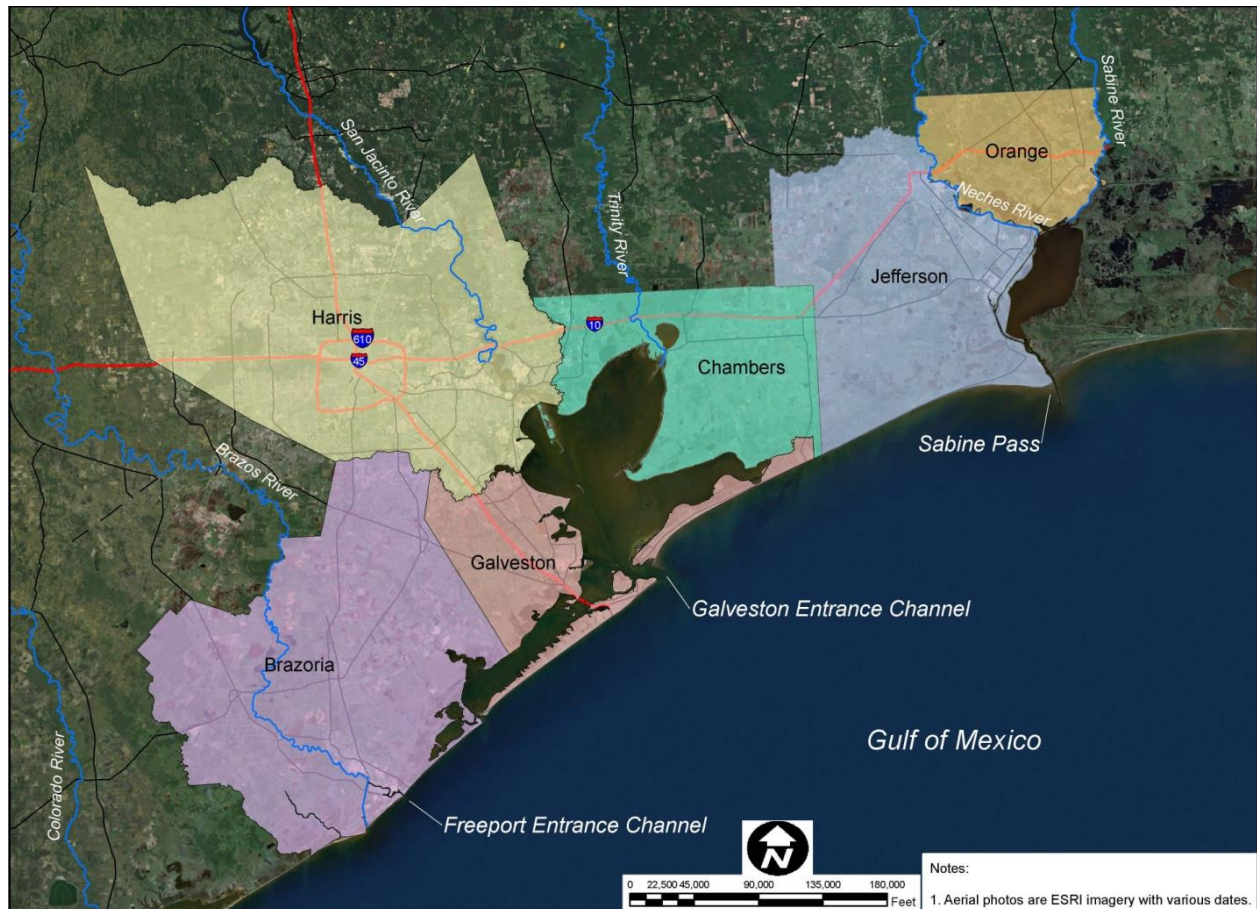 San Jacinto River
Trinity River
Sabine River
Orange
Neches River
Jefferson
Harris
610
45
10
Chambers
Sabine Pass
Brazos River
Galveston
Galveston Entrance Channel
Brazoria
Gulf of Mexico
Colorado River
Freeport Entrance Channel
N
0 22,500 45,000 90,000 135,000 180,000
Feet
Notes:
1. Aerial photos are ESRI imagery with various dates.